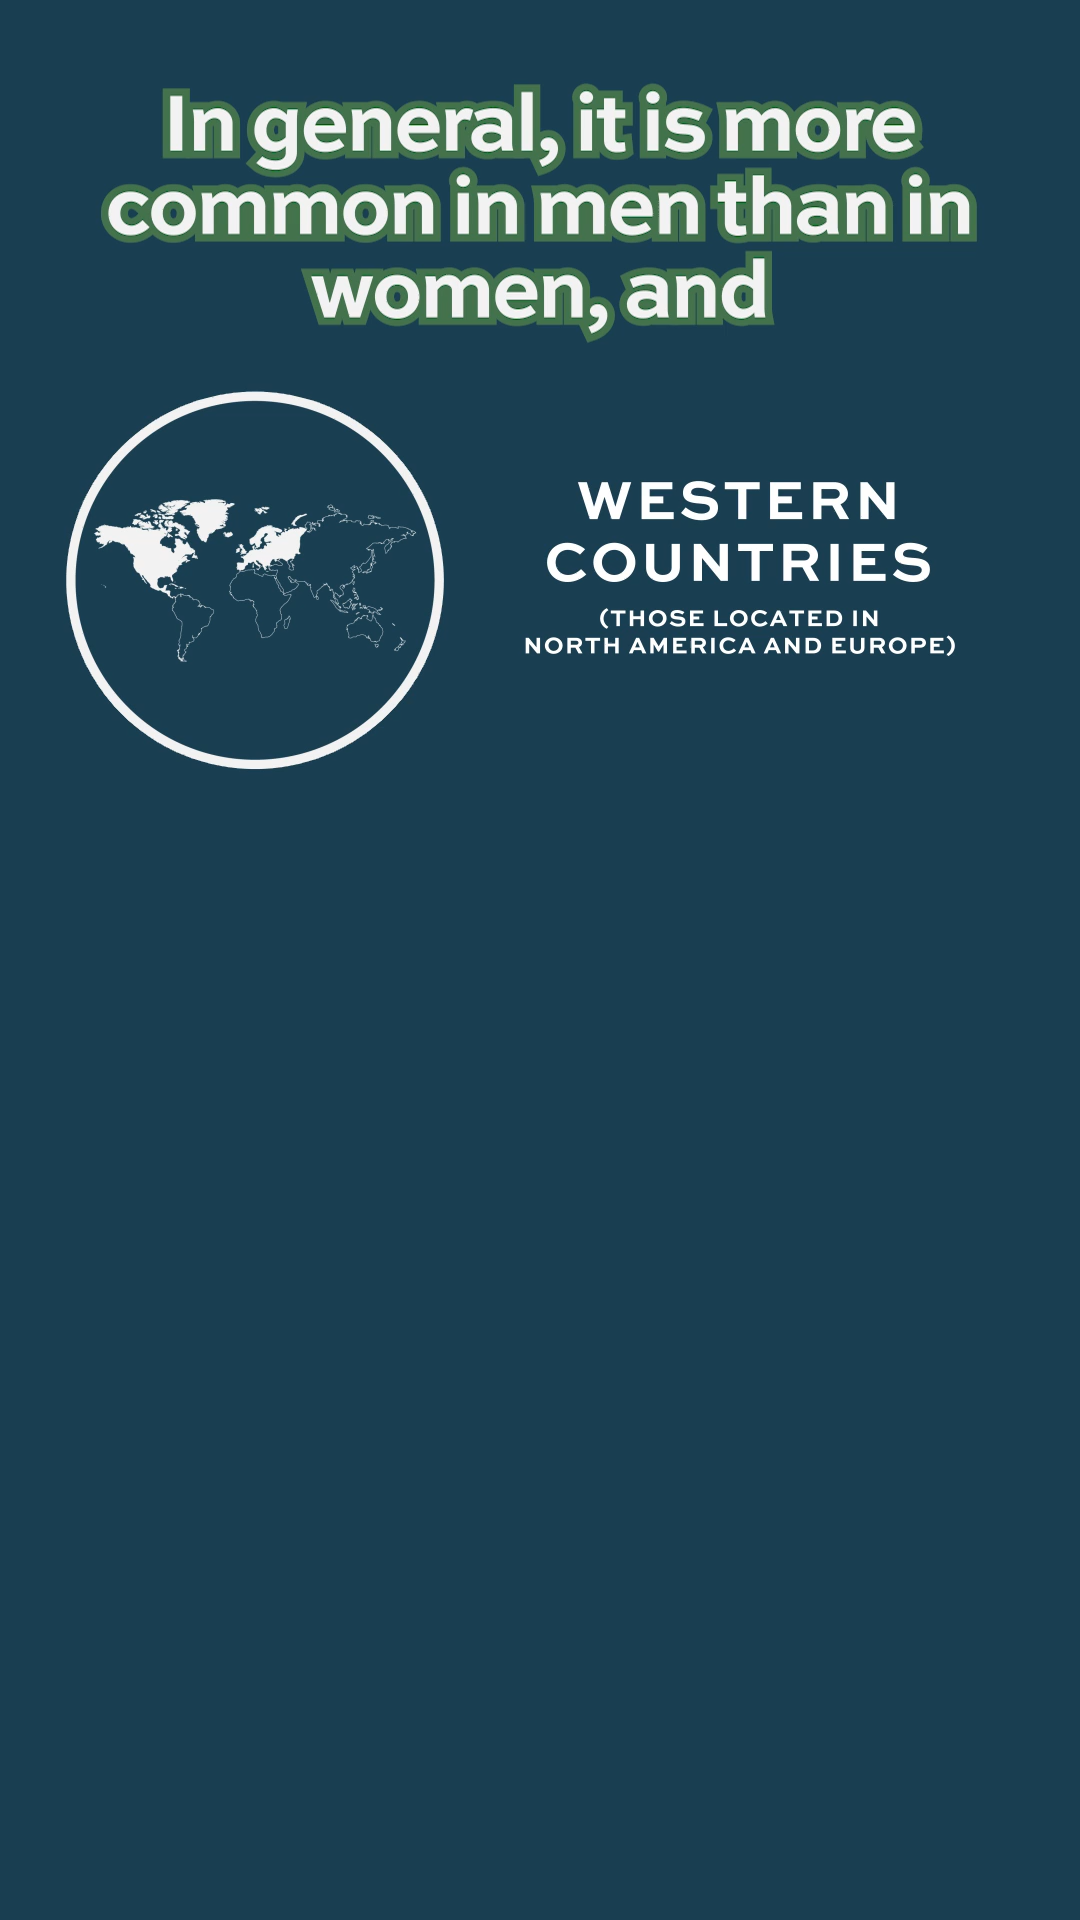 In general, it is more
common in men than in
women, and
WESTERN
COUNTRIES
(THOSE LOCATED IN
NORTH AMERICA AND EUROPE)